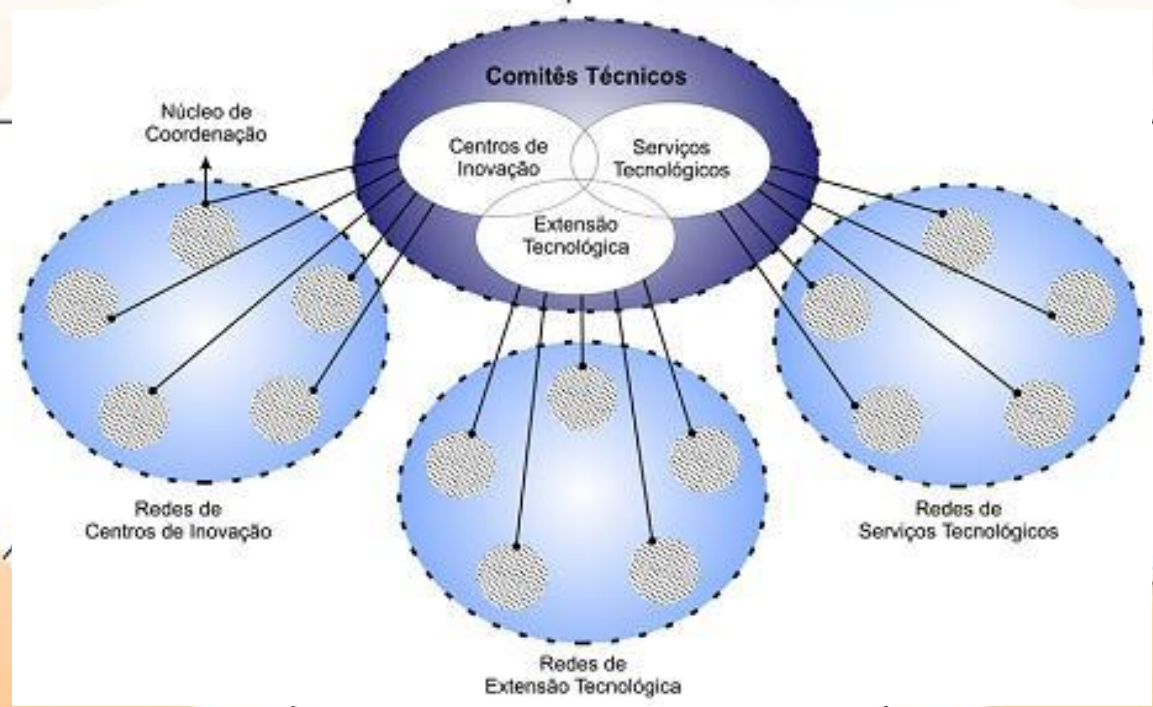 Comitês Técnicos
Núcleo de
Coordenação
Centros de
Inovação
Serviços
Tecnológicos
Extensão
Tecnológica
Redes de
Centros de Inovação
Redes de
Serviços Tecnológicos
Redes de
Extensão Tecnológica